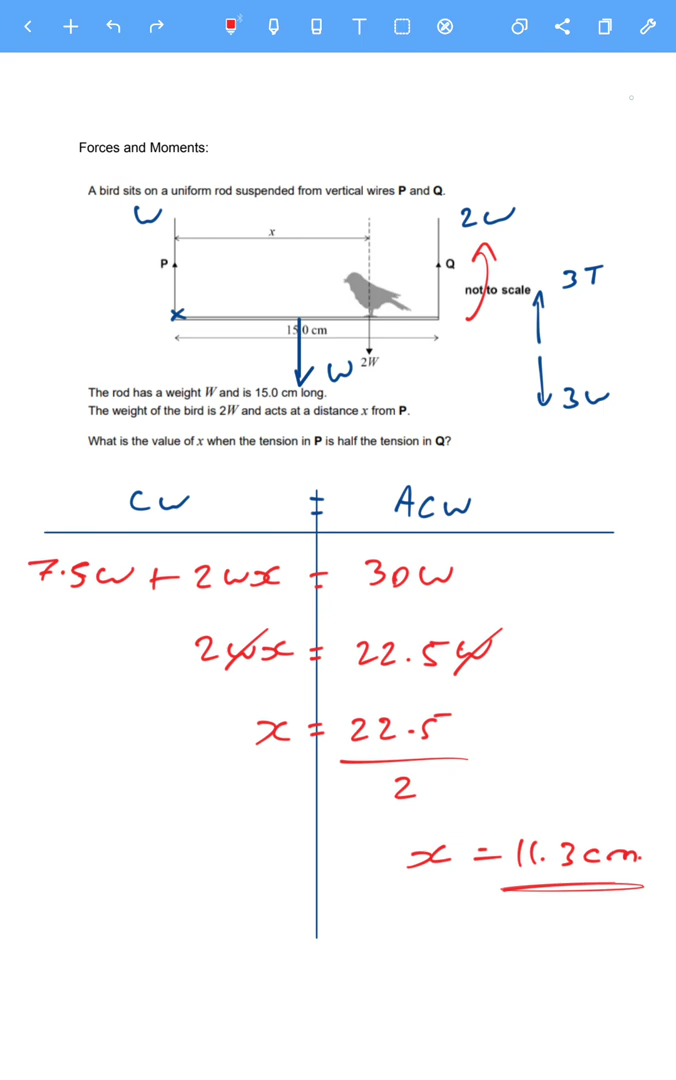 T
Forces and Moments:
A bird sits on a uniform rod suspended from vertical wires P and Q.
W
2W
x
P
Q
not to scale
3T
15.0 cm
W
2W
3W
The rod has a weight W and is 15.0 cm long.
The weight of the bird is 2W and acts at a distance x from P.
What is the value of x when the tension in P is half the tension in Q?
CW = ACW
7.5W + 2Wx = 30W
2Wx = 22.5W
x = 22.5
2
x = 11.3cm.